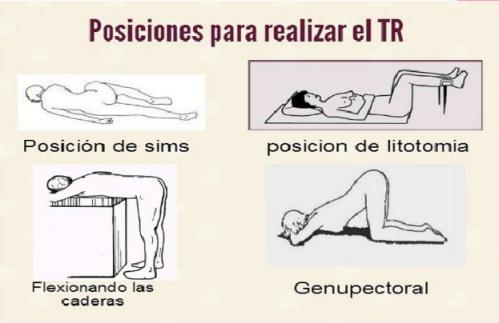 Posiciones para realizar el TR
Posición de sims
posicion de litotomia
Flexionando las
caderas
Genupectoral